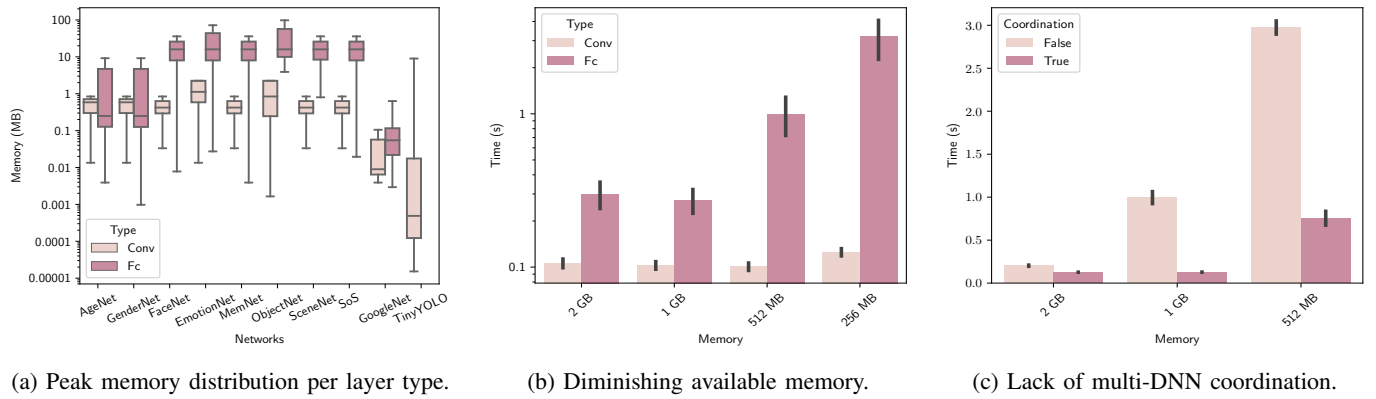 100
10
1
0.1
0.01
0.001
0.0001
0.00001
Memory (MB)
Type
Conv
Fc
AgeNet
GenderNet
FaceNet
EmotionNet
MemNet
ObjectNet
SceneNet
SoS
GoogleNet
TinyYOLO
Networks
(a) Peak memory distribution per layer type.
Type
Conv
Fc
1
0.1
Time (s)
2 GB
1 GB
512 MB
256 MB
Memory
(b) Diminishing available memory.
Coordination
False
True
3.0
2.5
2.0
1.5
1.0
0.5
0.0
Time (s)
2 GB
1 GB
512 MB
Memory
(c) Lack of multi-DNN coordination.